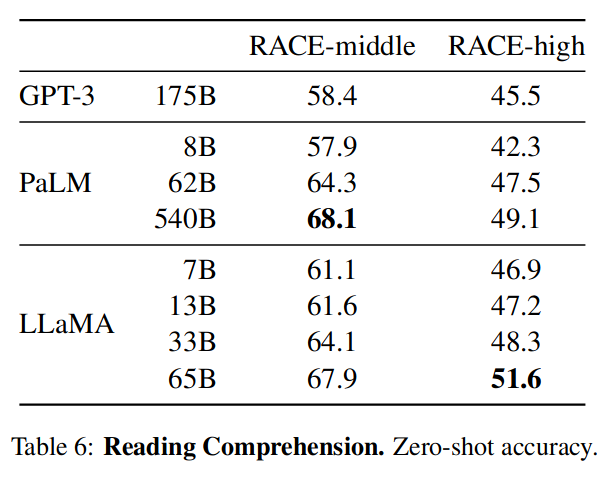 RACE-middle RACE-high
GPT-3 175B 58.4 45.5
8B 57.9 42.3
PaLM 62B 64.3 47.5
540B 68.1 49.1
7B 61.1 46.9
13B 61.6 47.2
LLaMA
33B 64.1 48.3
65B 67.9 51.6
Table 6: Reading Comprehension. Zero-shot accuracy.